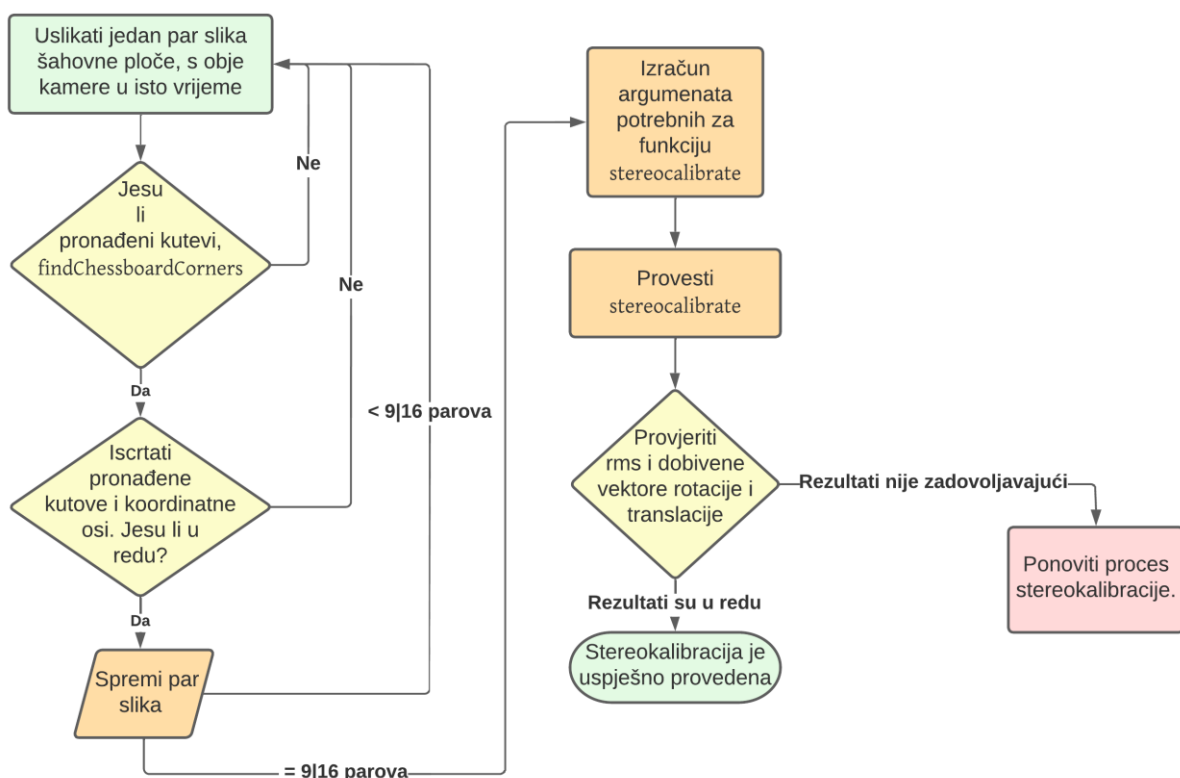 Uslikati jedan par slika
šahovne ploče, s obje
kamere u isto vrijeme
Ne
Jesu
li
pronađeni kutevi,
findChessboardCorners
Ne
Da
< 9|16 parova
Iscrtati
pronađene
kutove i koordinatne
osi. Jesu li u
redu?
Da
Spremi par
slika
= 9|16 parova
Izračun
argumenata
potrebnih za
funkciju
stereocalibrate
Provesti
stereocalibrate
Provjeriti
rms i dobivene
vektore rotacije i
translacije
Rezultati nije zadovoljavajući
Ponoviti proces
stereokalibracije.
Rezultati su u redu
Stereokalibracija je
uspješno provedena